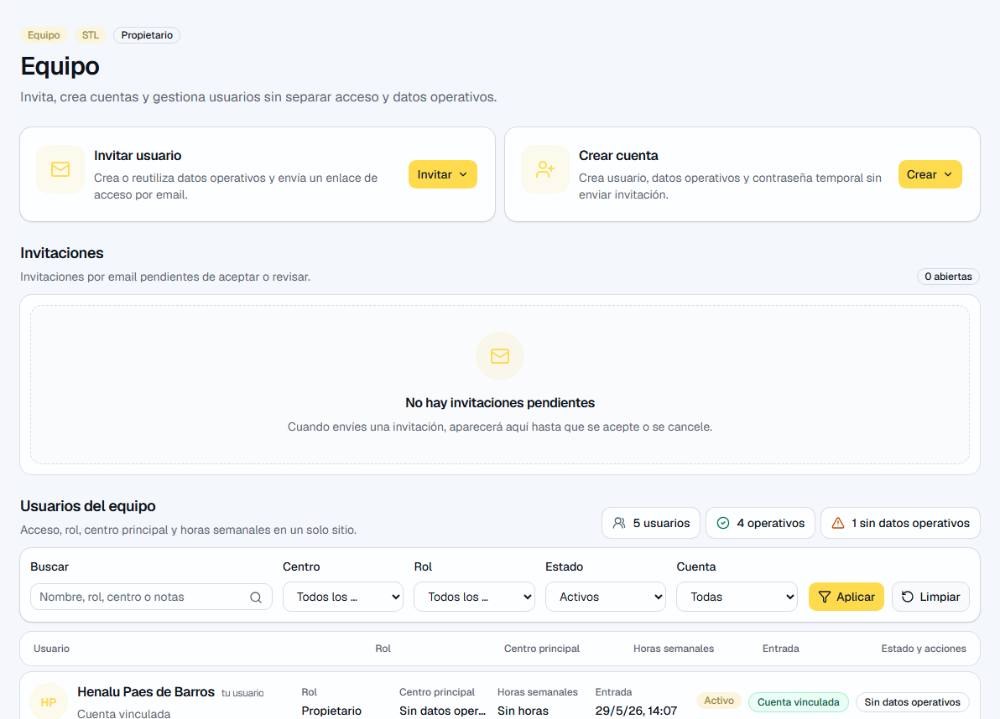 Equipo STL Propietario
Equipo
Invita, crea cuentas y gestiona usuarios sin separar acceso y datos operativos.
Invitar usuario
Crea o reutiliza datos operativos y envía un enlace de
acceso por email.
Invitar
Crear cuenta
Crea usuario, datos operativos y contraseña temporal sin
enviar invitación.
Crear
Invitaciones
Invitaciones por email pendientes de aceptar o revisar.
0 abiertas
No hay invitaciones pendientes
Cuando envíes una invitación, aparecerá aquí hasta que se acepte o se cancele.
Usuarios del equipo
Acceso, rol, centro principal y horas semanales en un solo sitio.
5 usuarios 4 operativos 1 sin datos operativos
Buscar Centro Rol Estado Cuenta
Nombre, rol, centro o notas Todos los ... Todos los ... Activos Todas Aplicar Limpiar
Usuario Rol Centro principal Horas semanales Entrada Estado y acciones
HP
Henalu Paes de Barros tu usuario
Cuenta vinculada
Rol Centro principal Horas semanales Entrada
Propietario Sin datos oper... Sin horas 29/5/26, 14:07
Activo Cuenta vinculada Sin datos operativos